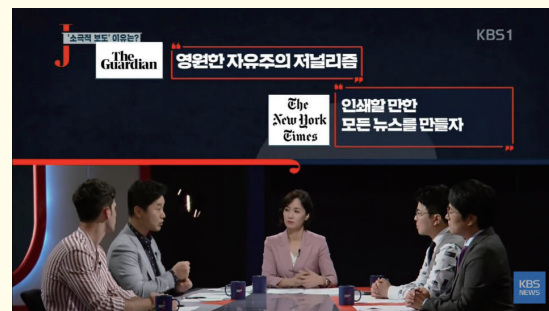 J
'소극적 보도' 이유는?
KBS1
The
Guardian
"영원한 자유주의 저널리즘"
The
New York
Times
"인쇄할 만한
모든 뉴스를 만들자"
KBS
NEWS